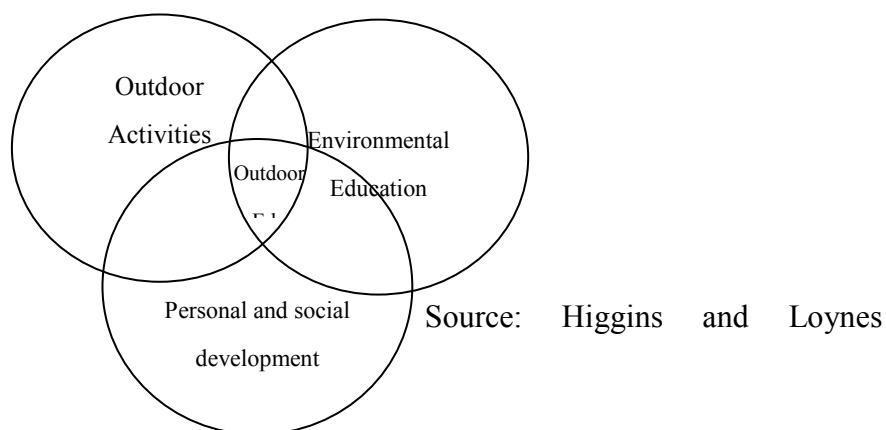 Outdoor
Activities
Environmental
Education
Outdoor
Personal and social
development
Source: Higgins and Loynes